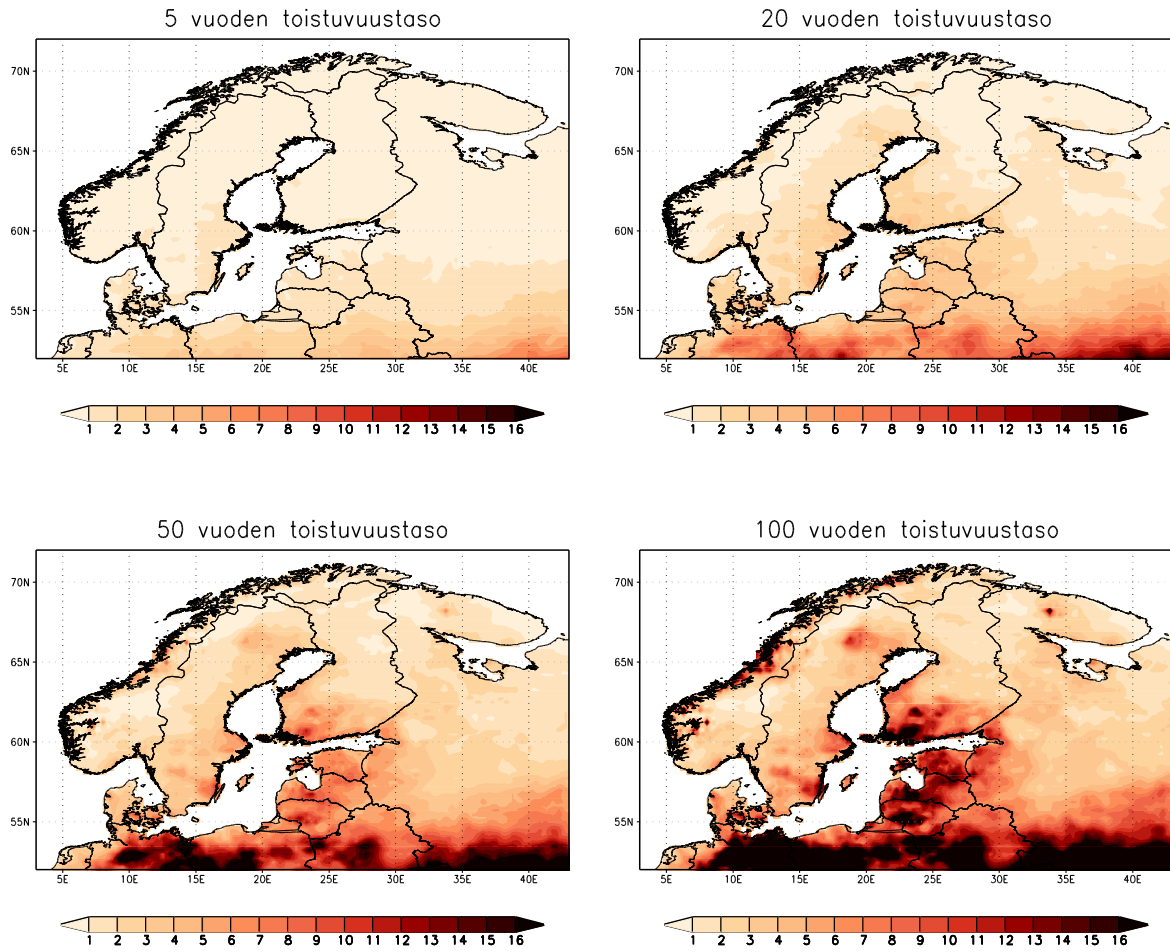 5 vuoden toistuvuustaso
20 vuoden toistuvuustaso
70N
65N
60N
55N
5E 10E 15E 20E 25E 30E 35E 40E
70N
65N
60N
55N
5E 10E 15E 20E 25E 30E 35E 40E
1 2 3 4 5 6 7 8 9 10 11 12 13 14 15 16
1 2 3 4 5 6 7 8 9 10 11 12 13 14 15 16
50 vuoden toistuvuustaso
100 vuoden toistuvuustaso
70N
65N
60N
55N
5E 10E 15E 20E 25E 30E 35E 40E
70N
65N
60N
55N
5E 10E 15E 20E 25E 30E 35E 40E
1 2 3 4 5 6 7 8 9 10 11 12 13 14 15 16
1 2 3 4 5 6 7 8 9 10 11 12 13 14 15 16